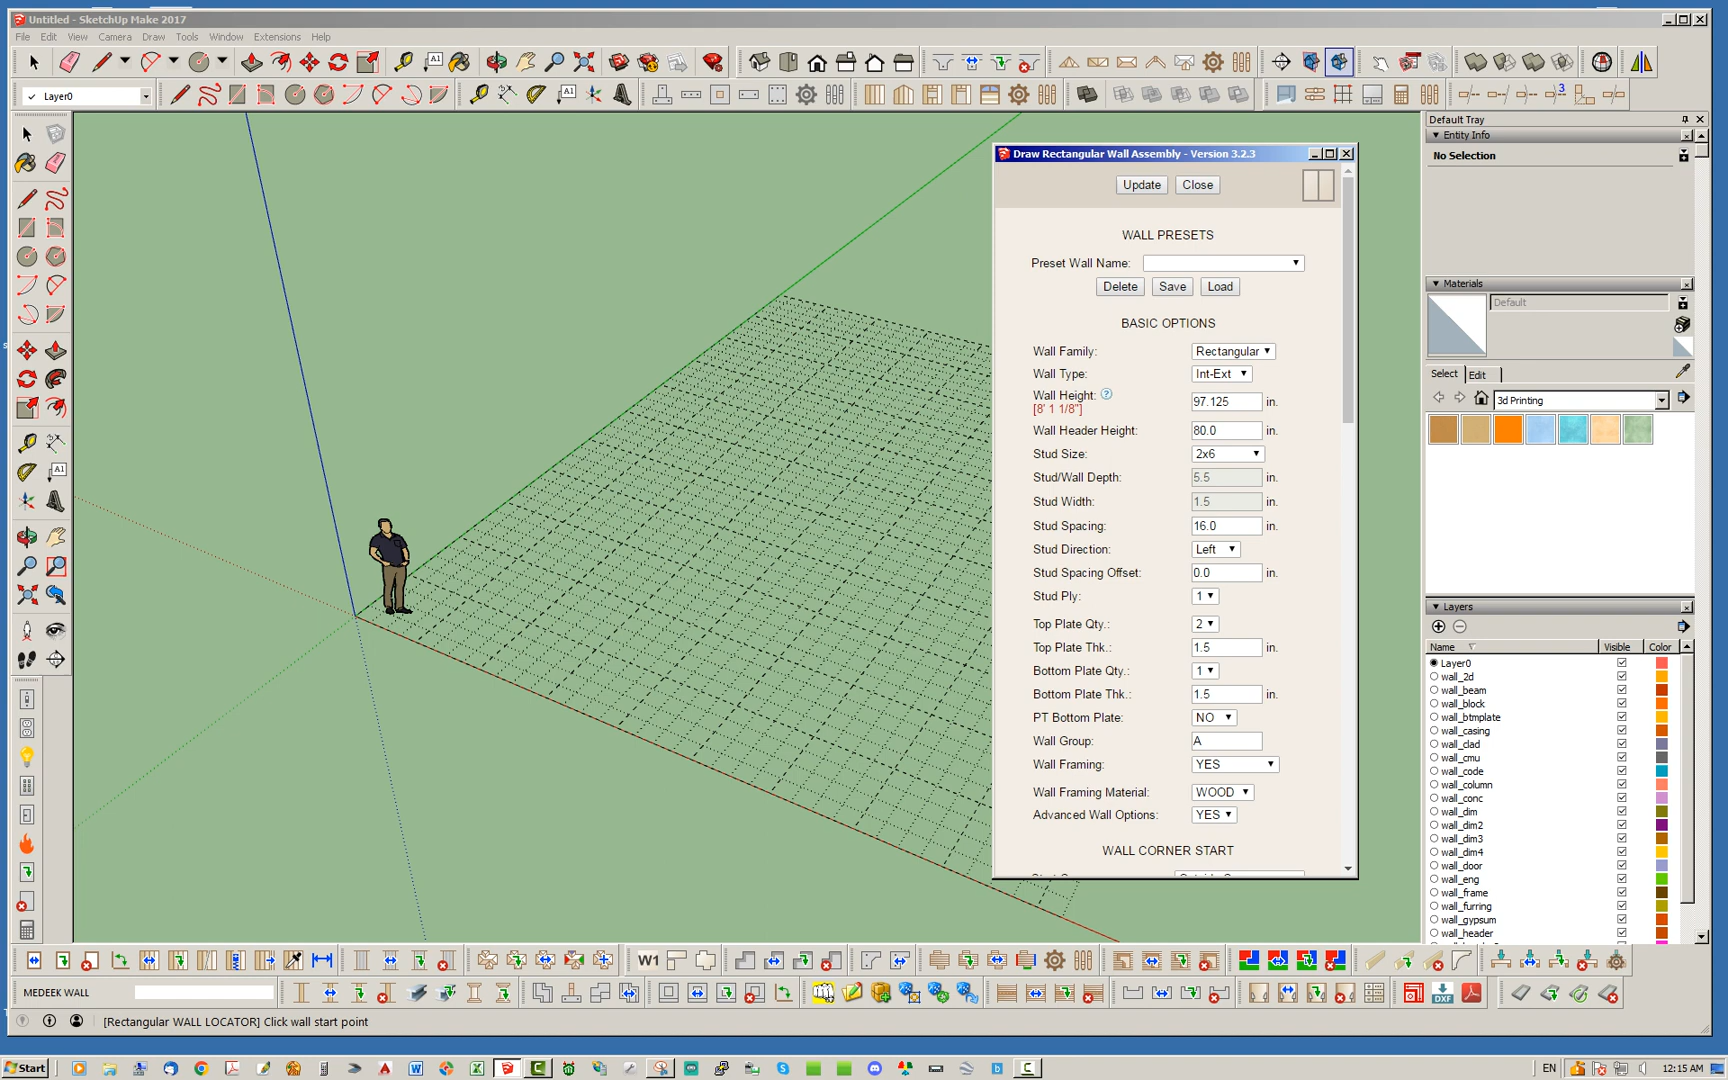 Untitled - SketchUp Make 2017
File Edit View Camera Draw Tools Window Extensions Help
Layer0
Default Tray
Entity Info
No Selection
Draw Rectangular Wall Assembly - Version 3.2.3
Update Close
WALL PRESETS
Preset Wall Name:
Delete Save Load
BASIC OPTIONS
Wall Family: Rectangular
Wall Type: Int-Ext
Wall Height: ? 97.125 in.
[8' 1 1/8"]
Wall Header Height: 80.0 in.
Stud Size: 2x6
Stud/Wall Depth: 5.5 in.
Stud Width: 1.5 in.
Stud Spacing: 16.0 in.
Stud Direction: Left
Stud Spacing Offset: 0.0 in.
Stud Ply: 1
Top Plate Qty.: 2
Top Plate Thk.: 1.5 in.
Bottom Plate Qty.: 1
Bottom Plate Thk.: 1.5 in.
PT Bottom Plate: NO
Wall Group: A
Wall Framing: YES
Wall Framing Material: WOOD
Advanced Wall Options: YES
WALL CORNER START
Materials
Default
Select Edit
3d Printing
Layers
Name Visible Color
Layer0
wall_2d
wall_beam
wall_block
wall_btmplate
wall_casing
wall_clad
wall_cmu
wall_code
wall_column
wall_conc
wall_dim
wall_dim2
wall_dim3
wall_dim4
wall_door
wall_eng
wall_frame
wall_furring
wall_gypsum
wall_header
W1
MEDEEK WALL
DXF
[Rectangular WALL LOCATOR] Click wall start point
Start
EN
12:15 AM